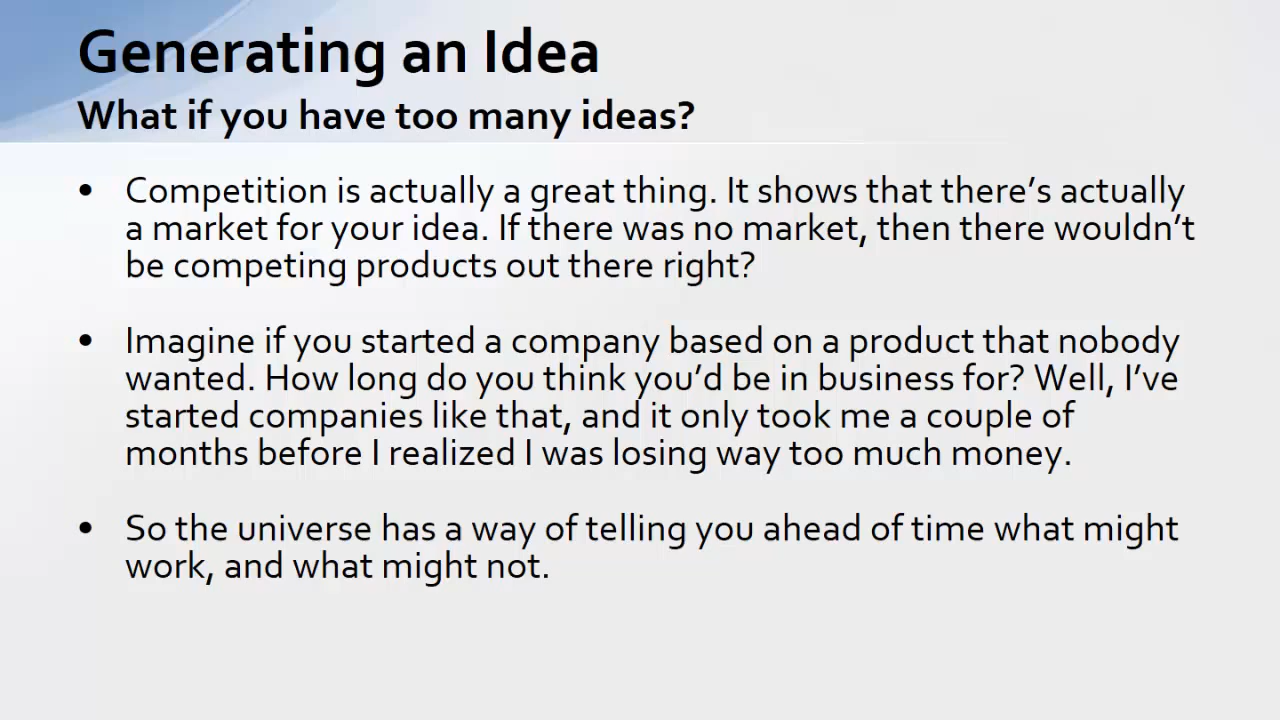 Generating an Idea
What if you have too many ideas?
• Competition is actually a great thing. It shows that there’s actually
a market for your idea. If there was no market, then there wouldn’t
be competing products out there right?
• Imagine if you started a company based on a product that nobody
wanted. How long do you think you’d be in business for? Well, I’ve
started companies like that, and it only took me a couple of
months before I realized I was losing way too much money.
• So the universe has a way of telling you ahead of time what might
work, and what might not.